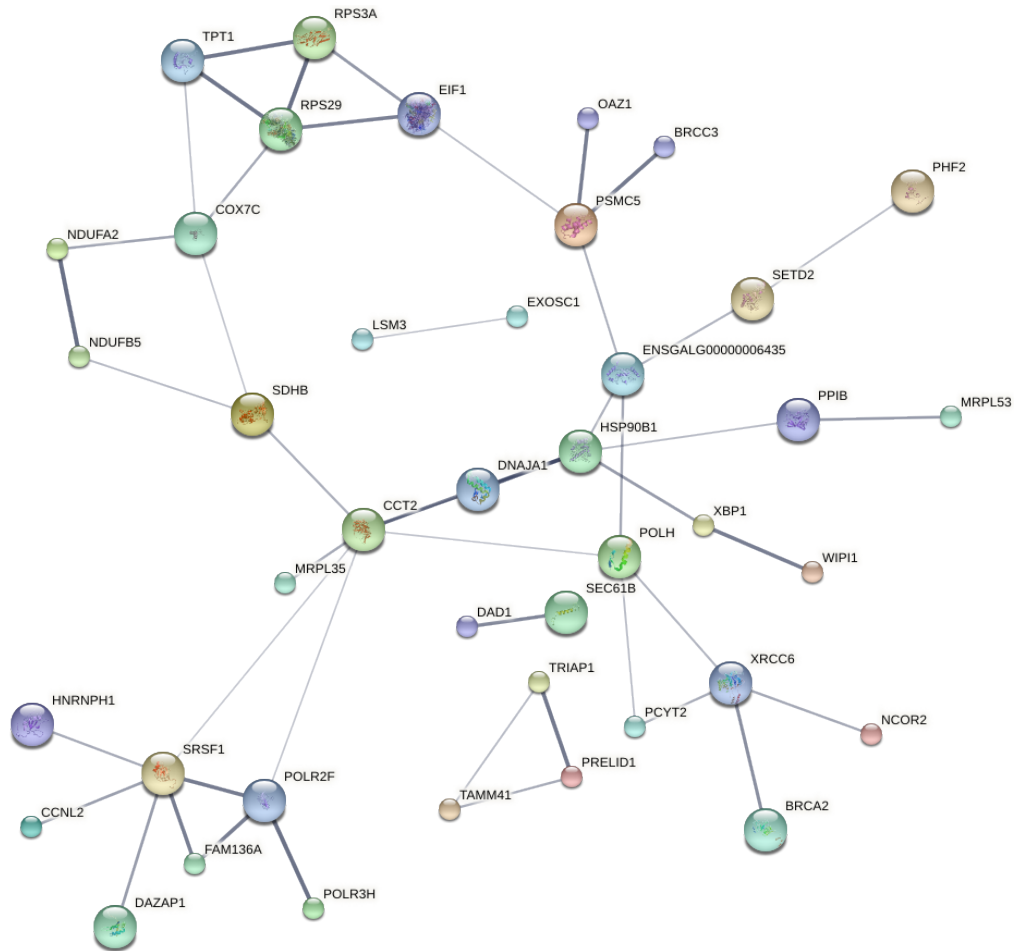 RPS3A
TPT1
EIF1
RPS29
OAZ1
BRCC3
PHF2
PSMC5
COX7C
NDUFA2
SETD2
EXOSC1
LSM3
NDUFB5
ENSGALG00000006435
SDHB
PPIB
MRPL53
HSP90B1
DNAJA1
CCT2
XBP1
POLH
WIPI1
MRPL35
SEC61B
DAD1
TRIAP1
XRCC6
HNRNPH1
PCYT2
NCOR2
SRSF1
POLR2F
PRELID1
TAMM41
BRCA2
CCNL2
FAM136A
POLR3H
DAZAP1